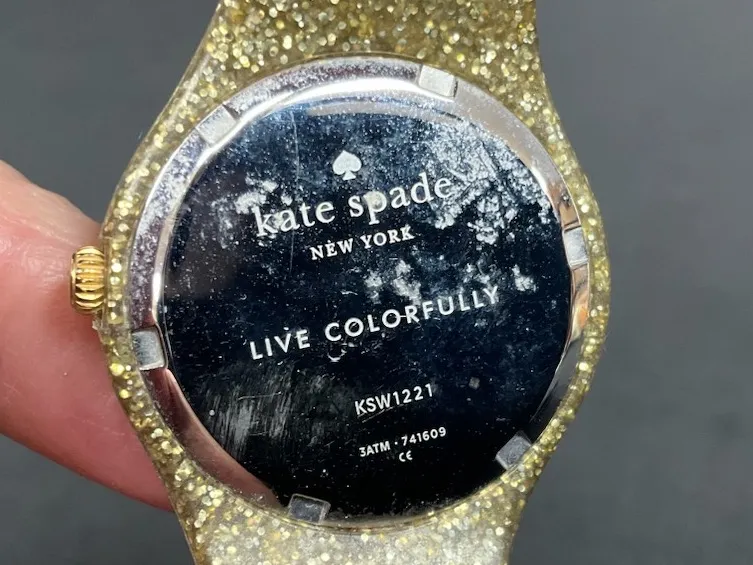 kate spade
NEW YORK
LIVE COLORFULLY
KSW1221
3ATM · 741609
CE